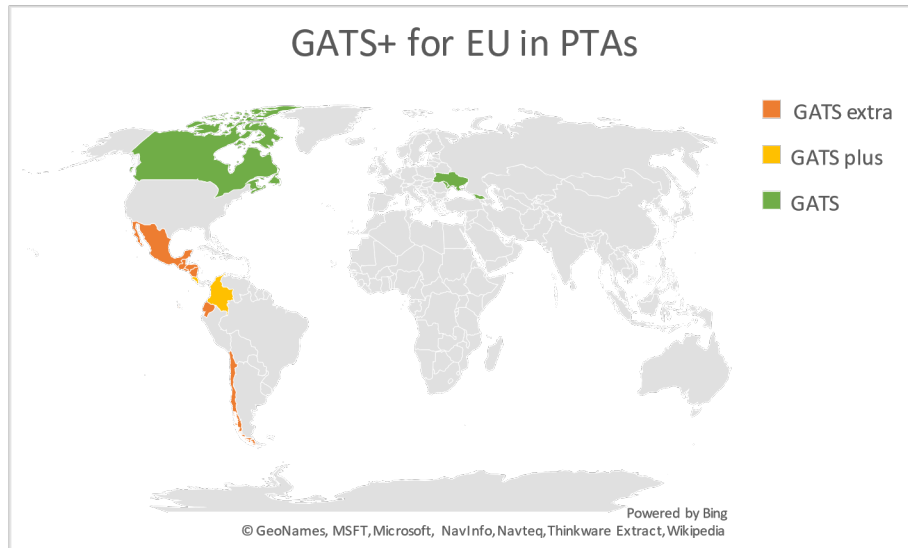 GATS+ for EU in PTAs
GATS extra
GATS plus
GATS
Powered by Bing
© GeoNames, MSFT, Microsoft, NavInfo, Navteq, Thinkware Extract, Wikipedia